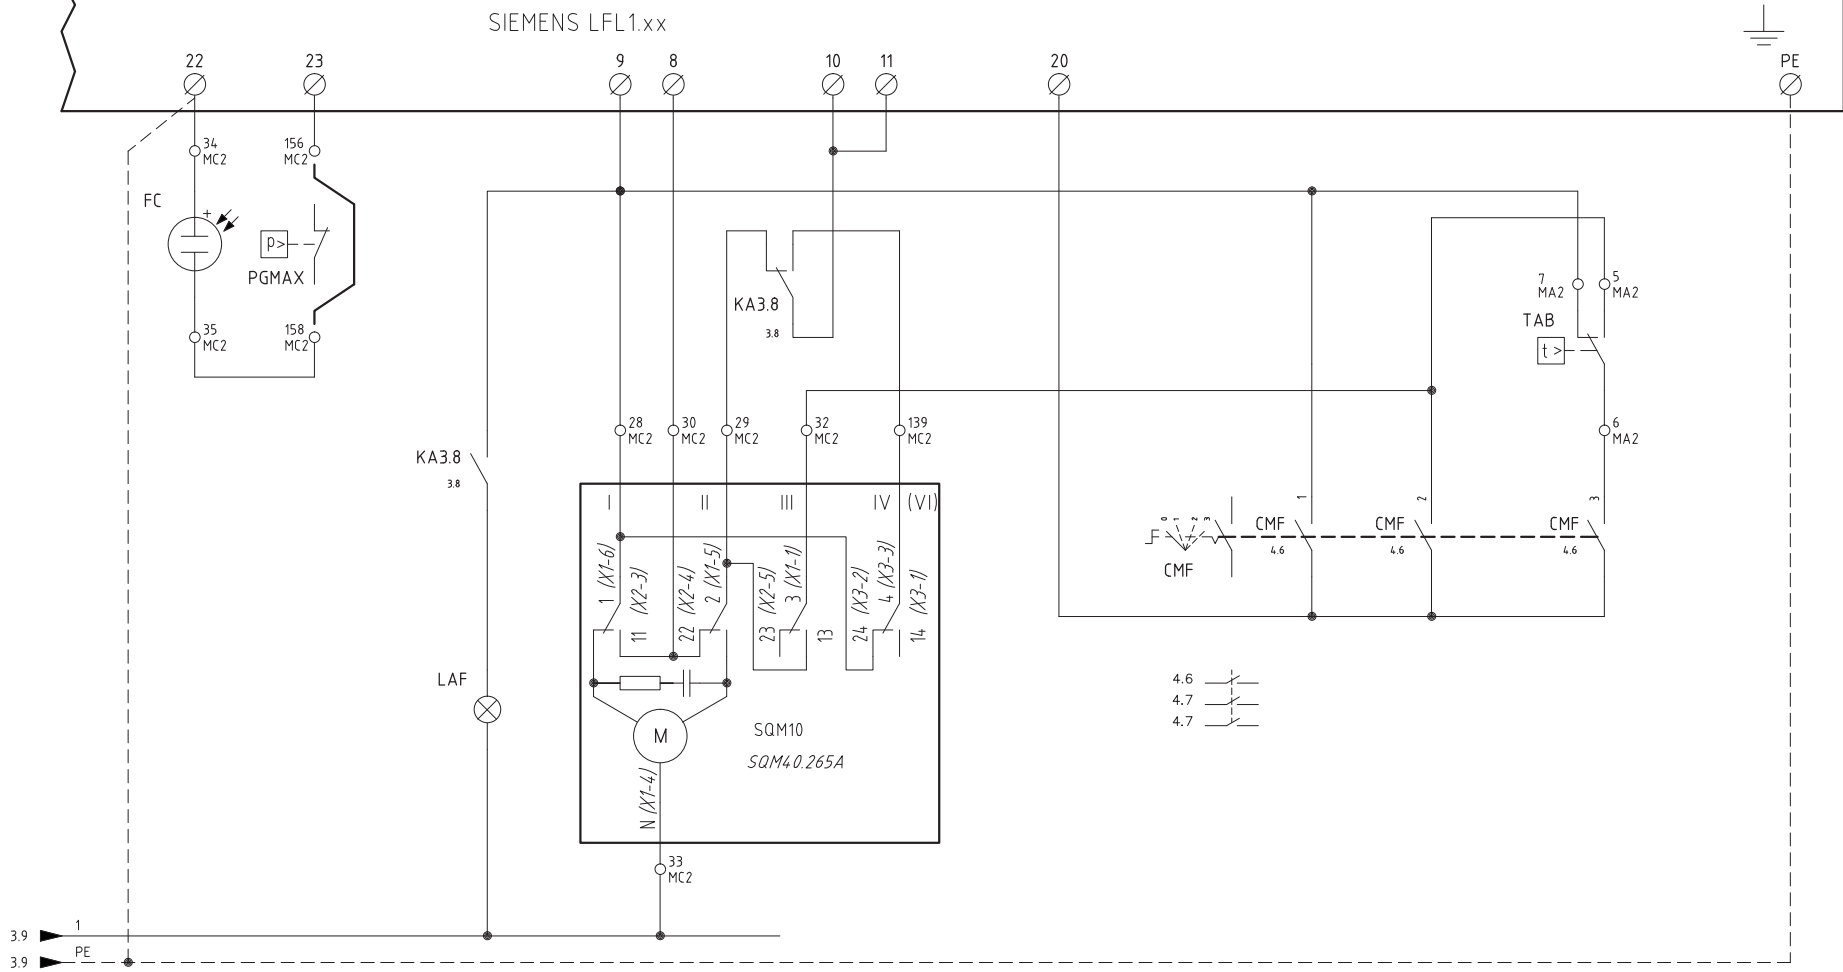 SIEMENS LFL1.xx
22
23
9
8
10
11
20
PE
34
MC2
156
MC2
FC
+
p>
PGMAX
35
MC2
158
MC2
KA3.8
3.8
7
MA2
5
MA2
TAB
t >
28
MC2
30
MC2
29
MC2
32
MC2
139
MC2
6
MA2
KA3.8
3.8
I
II
III
IV
(VI)
1 (X1-6)
11 (X2-3)
22 (X2-4)
2 (X1-5)
23 (X2-5)
3 (X1-1)
13
24 (X3-2)
4 (X3-3)
14 (X3-1)
0
1
2
3
CMF
CMF
4.6
1
CMF
4.6
2
CMF
4.6
3
LAF
M
SQM10
SQM40.265A
N (X1-4)
4.6
4.7
4.7
33
MC2
3.9
1
3.9
PE